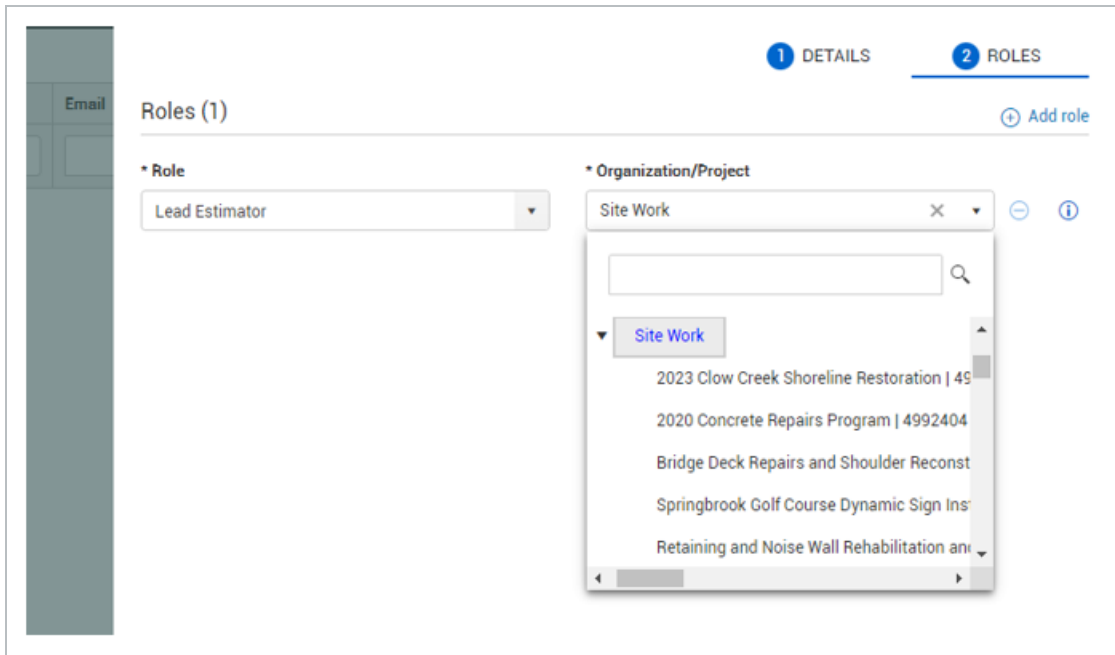 1 DETAILS
2 ROLES
Email
Roles (1)
Add role
* Role
* Organization/Project
Lead Estimator
Site Work
Site Work
2023 Clow Creek Shoreline Restoration | 49
2020 Concrete Repairs Program | 4992404
Bridge Deck Repairs and Shoulder Reconst
Springbrook Golf Course Dynamic Sign Ins
Retaining and Noise Wall Rehabilitation an